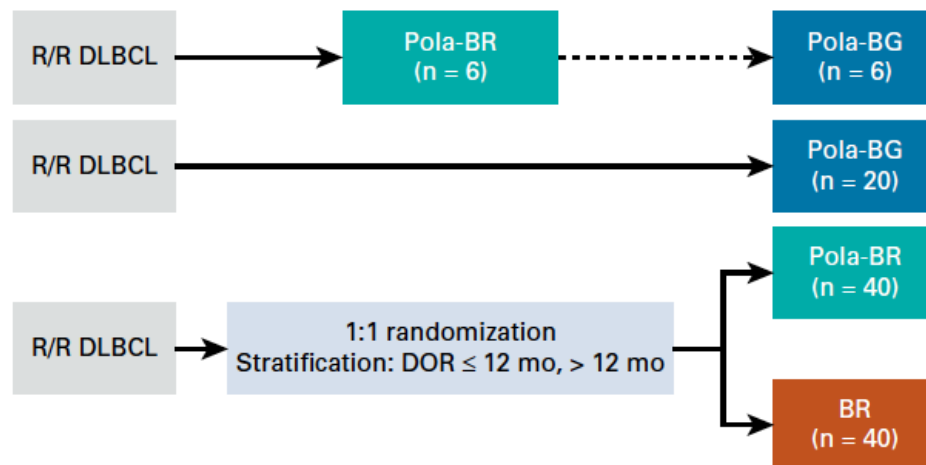 R/R DLBCL
Pola-BR
(n = 6)
Pola-BG
(n = 6)
R/R DLBCL
Pola-BG
(n = 20)
R/R DLBCL
1:1 randomization
Stratification: DOR ≤ 12 mo, > 12 mo
Pola-BR
(n = 40)
BR
(n = 40)